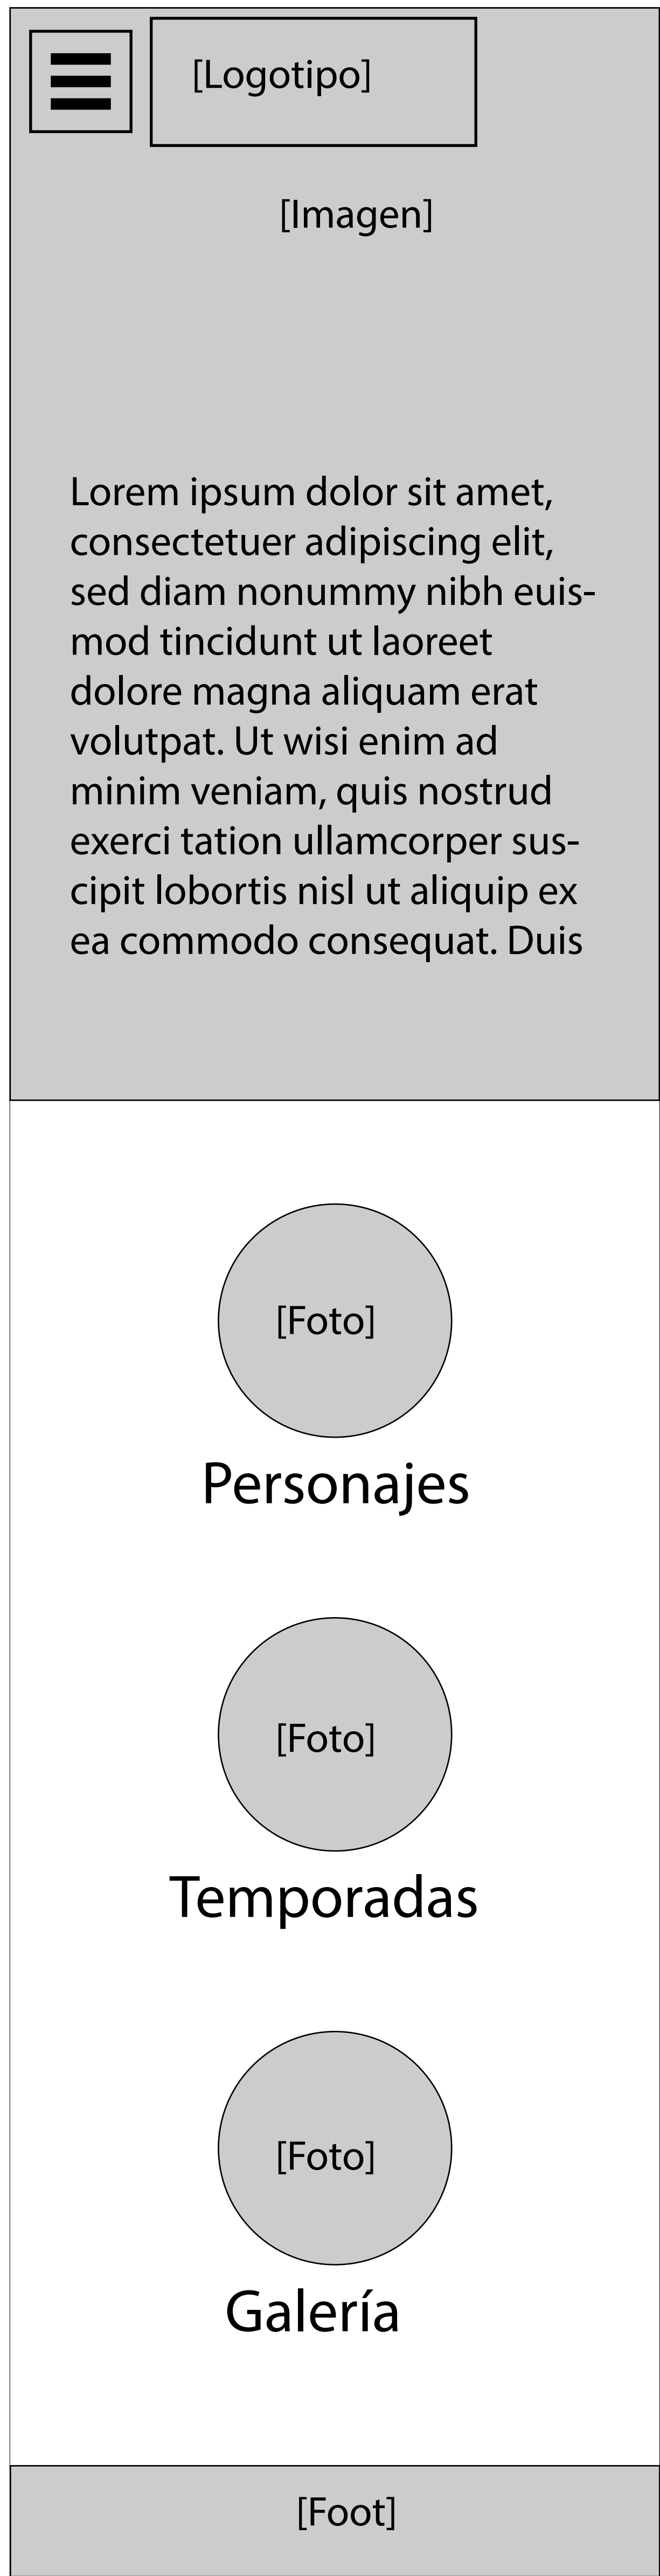 [Logotipo]
[Imagen]
Lorem ipsum dolor sit amet,
consectetuer adipiscing elit,
sed diam nonummy nibh euis-
mod tincidunt ut laoreet
dolore magna aliquam erat
volutpat. Ut wisi enim ad
minim veniam, quis nostrud
exerci tation ullamcorper sus-
cipit lobortis nisl ut aliquip ex
ea commodo consequat. Duis
[Foto]
Personajes
[Foto]
Temporadas
[Foto]
Galería
[Foot]